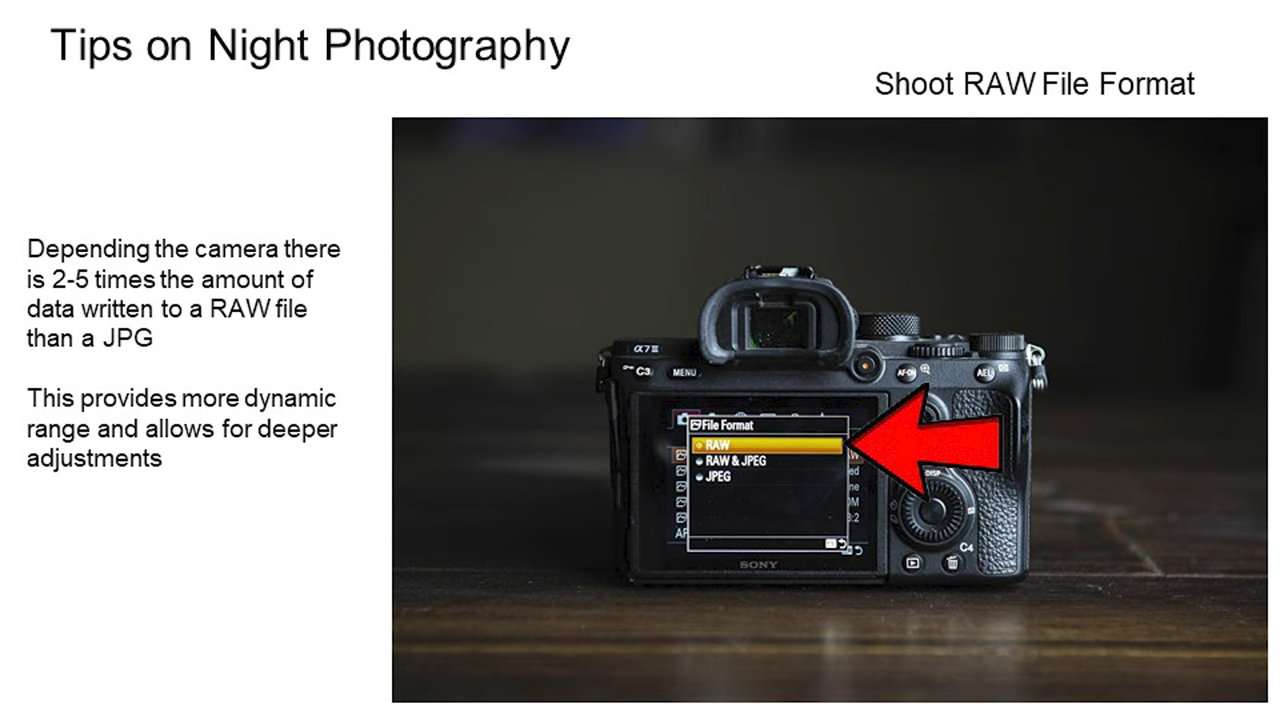 Tips on Night Photography
Shoot RAW File Format
Depending the camera there
is 2-5 times the amount of
data written to a RAW file
than a JPG
This provides more dynamic
range and allows for deeper
adjustments
α7III
C3
MENU
AF-ON
AEL
File Format
RAW
RAW & JPEG
JPEG
DISP
C4
SONY